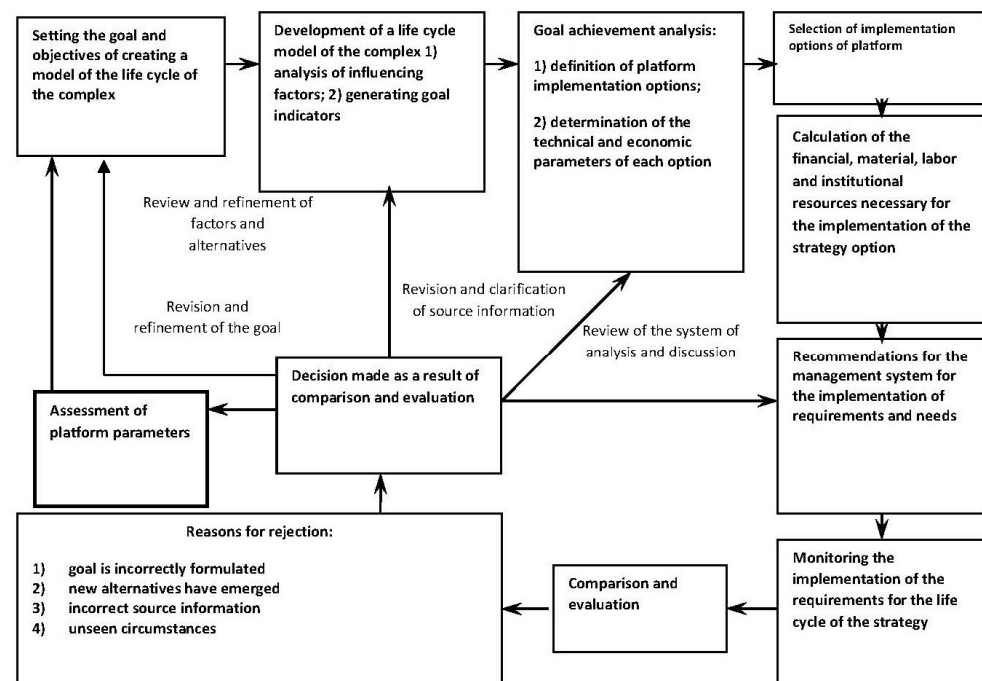 Setting the goal and
objectives of creating a
model of the life cycle of
the complex
Development of a life cycle
model of the complex 1)
analysis of influencing
factors; 2) generating goal
indicators
Goal achievement analysis:
1) definition of platform
implementation options;
2) determination of the
technical and economic
parameters of each option
Selection of implementation
options of platform
Calculation of the
financial, material, labor
and institutional
resources necessary for
the implementation of the
strategy option
Review and refinement of
factors and
alternatives
Revision and
refinement of the goal
Revision and clarification
of source information
Review of the system of
analysis and discussion
Assessment of
platform parameters
Decision made as a result of
comparison and evaluation
Recommendations for the
management system for
the implementation of
requirements and needs
Reasons for rejection:
1) goal is incorrectly formulated
2) new alternatives have emerged
3) incorrect source information
4) unseen circumstances
Comparison and
evaluation
Monitoring the
implementation of the
requirements for the life
cycle of the strategy